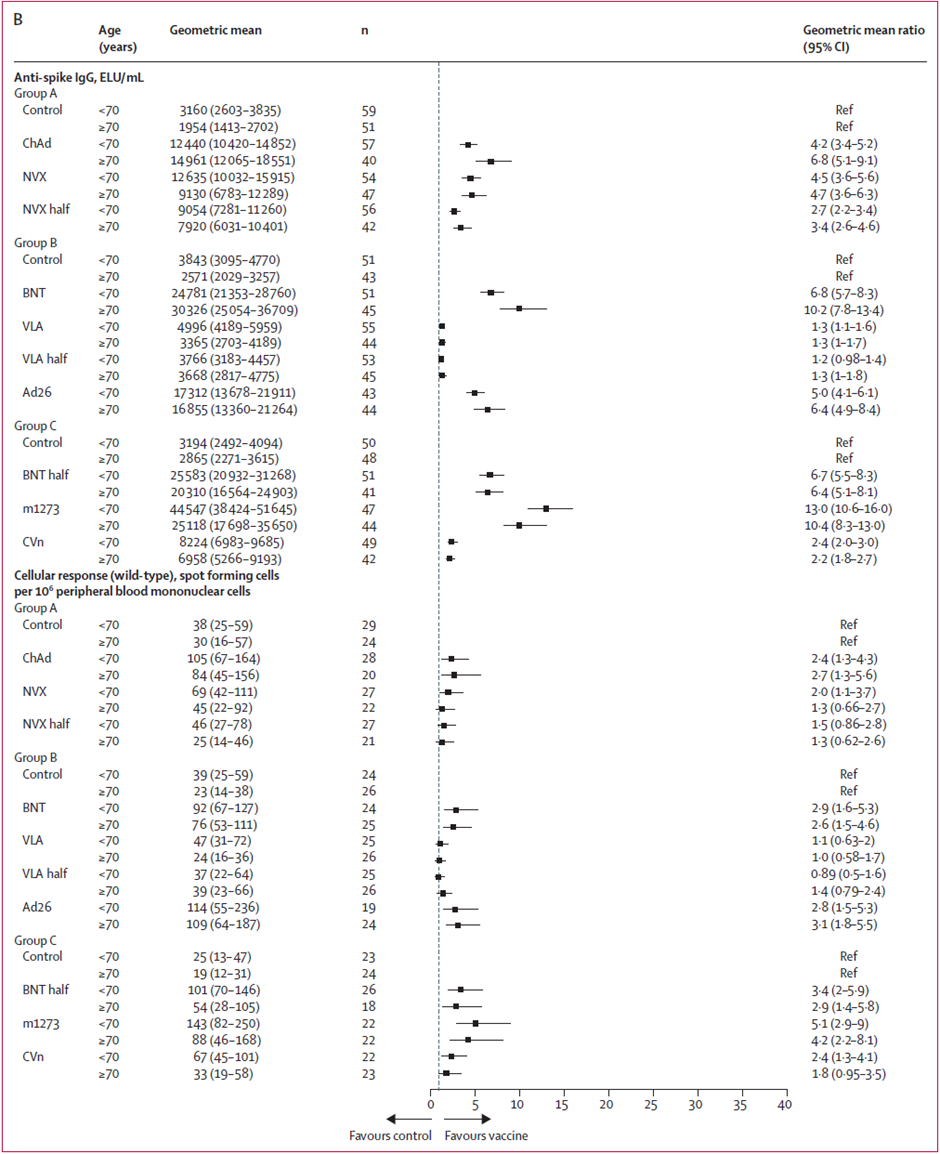 B
Age (years) Geometric mean n Geometric mean ratio (95% CI)
Anti-spike IgG, ELU/mL
Group A
Control <70 3160 (2603–3835) 59 Ref
≥70 1954 (1413–2702) 51 Ref
ChAd <70 12 440 (10 420–14 852) 57 4·2 (3·4–5·2)
≥70 14 961 (12 065–18 551) 40 6·8 (5·1–9·1)
NVX <70 12 635 (10 032–15 915) 54 4·5 (3·6–5·6)
≥70 9130 (6783–12 289) 47 4·7 (3·6–6·3)
NVX half <70 9054 (7281–11 260) 56 2·7 (2·2–3·4)
≥70 7920 (6031–10 401) 42 3·4 (2·6–4·6)
Group B
Control <70 3843 (3095–4770) 51 Ref
≥70 2571 (2029–3257) 43 Ref
BNT <70 24 781 (21 353–28 760) 51 6·8 (5·7–8·3)
≥70 30 326 (25 054–36 709) 45 10·2 (7·8–13·4)
VLA <70 4996 (4189–5959) 55 1·3 (1·1–1·6)
≥70 3365 (2703–4189) 44 1·3 (1–1·7)
VLA half <70 3766 (3183–4457) 53 1·2 (0·98–1·4)
≥70 3668 (2817–4775) 45 1·3 (1–1·8)
Ad26 <70 17 312 (13 678–21 911) 43 5·0 (4·1–6·1)
≥70 16 855 (13 360–21 264) 44 6·4 (4·9–8·4)
Group C
Control <70 3194 (2492–4094) 50 Ref
≥70 2865 (2271–3615) 48 Ref
BNT half <70 25 583 (20 932–31 268) 51 6·7 (5·5–8·3)
≥70 20 310 (16 564–24 903) 41 6·4 (5·1–8·1)
m1273 <70 44 547 (38 424–51 645) 47 13·0 (10·6–16·0)
≥70 25 118 (17 698–35 650) 44 10·4 (8·3–13·0)
CVn <70 8224 (6983–9685) 49 2·4 (2·0–3·0)
≥70 6958 (5266–9193) 42 2·2 (1·8–2·7)
Cellular response (wild-type), spot forming cells
per 10⁶ peripheral blood mononuclear cells
Group A
Control <70 38 (25–59) 29 Ref
≥70 30 (16–57) 24 Ref
ChAd <70 105 (67–164) 28 2·4 (1·3–4·3)
≥70 84 (45–156) 20 2·7 (1·3–5·6)
NVX <70 69 (42–111) 27 2·0 (1·1–3·7)
≥70 45 (22–92) 22 1·3 (0·66–2·7)
NVX half <70 46 (27–78) 27 1·5 (0·86–2·8)
≥70 25 (14–46) 21 1·3 (0·62–2·6)
Group B
Control <70 39 (25–59) 24 Ref
≥70 23 (14–38) 26 Ref
BNT <70 92 (67–127) 24 2·9 (1·6–5·3)
≥70 76 (53–111) 25 2·6 (1·5–4·6)
VLA <70 47 (31–72) 25 1·1 (0·63–2)
≥70 24 (16–36) 26 1·0 (0·58–1·7)
VLA half <70 37 (22–64) 25 0·89 (0·5–1·6)
≥70 39 (23–66) 26 1·4 (0·79–2·4)
Ad26 <70 114 (55–236) 19 2·8 (1·5–5·3)
≥70 109 (64–187) 24 3·1 (1·8–5·5)
Group C
Control <70 25 (13–47) 23 Ref
≥70 19 (12–31) 24 Ref
BNT half <70 101 (70–146) 26 3·4 (2–5·9)
≥70 54 (28–105) 18 2·9 (1·4–5·8)
m1273 <70 143 (82–250) 22 5·1 (2·9–9)
≥70 88 (46–168) 22 4·2 (2·2–8·1)
CVn <70 67 (45–101) 22 2·4 (1·3–4·1)
≥70 33 (19–58) 23 1·8 (0·95–3·5)
0 5 10 15 20 25 30 35 40
Favours control Favours vaccine